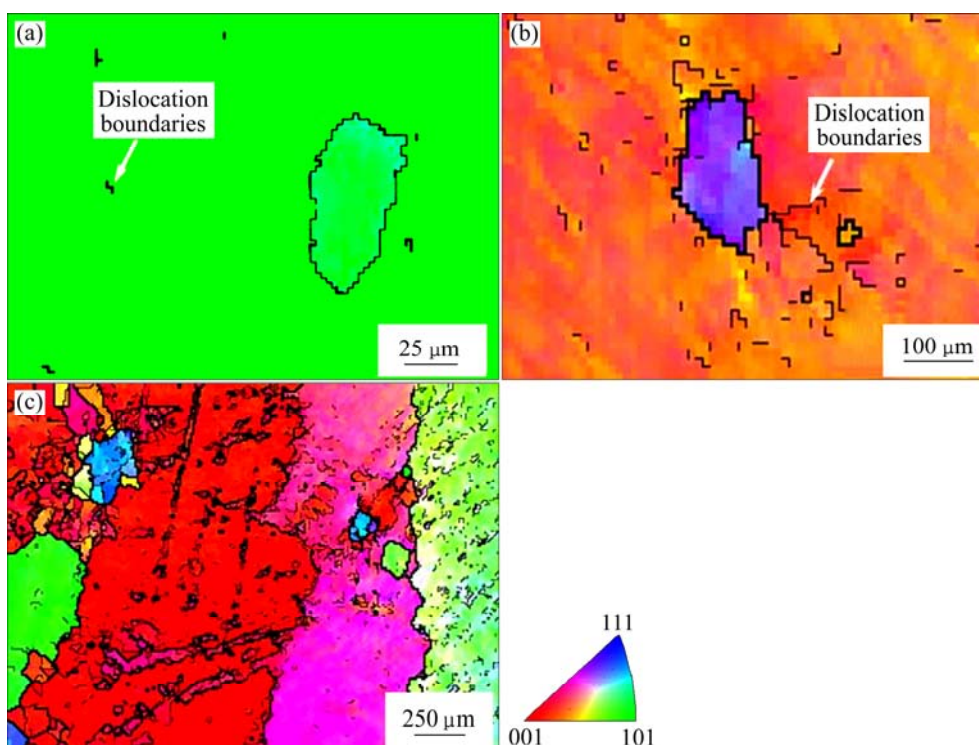 (a)
Dislocation
boundaries
25 μm
(b)
Dislocation
boundaries
100 μm
(c)
250 μm
111
001
101